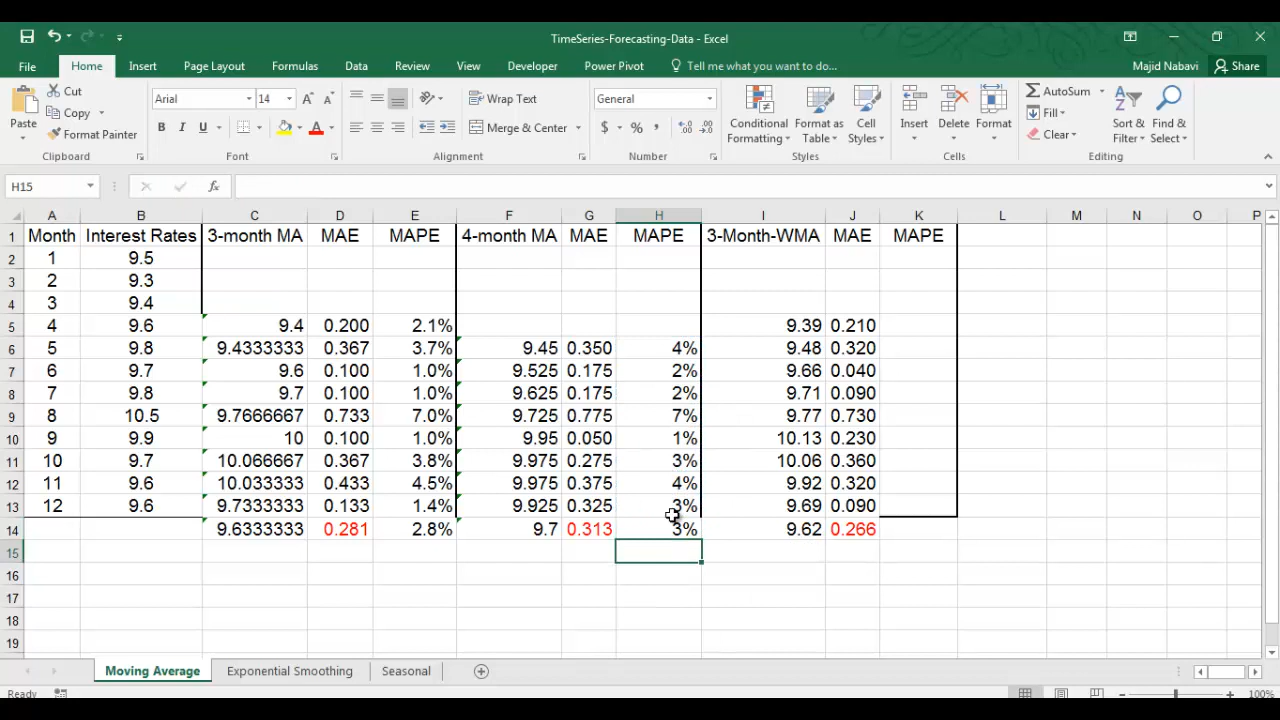 TimeSeries-Forecasting-Data - Excel
File Home Insert Page Layout Formulas Data Review View Developer Power Pivot Tell me what you want to do... Majid Nabavi Share
Paste Cut Copy Format Painter Clipboard
Arial 14 A A B I U A Font
Wrap Text Merge & Center Alignment
General $ % , .0 .00 .00 .0 Number
Conditional Formatting Format as Table Cell Styles Styles
Insert Delete Format Cells
AutoSum Fill Clear Sort & Filter Find & Select Editing
H15 fx
A B C D E F G H I J K L M N O P
1 Month Interest Rates 3-month MA MAE MAPE 4-month MA MAE MAPE 3-Month-WMA MAE MAPE
2 1 9.5
3 2 9.3
4 3 9.4
5 4 9.6 9.4 0.200 2.1% 9.39 0.210
6 5 9.8 9.4333333 0.367 3.7% 9.45 0.350 4% 9.48 0.320
7 6 9.7 9.6 0.100 1.0% 9.525 0.175 2% 9.66 0.040
8 7 9.8 9.7 0.100 1.0% 9.625 0.175 2% 9.71 0.090
9 8 10.5 9.7666667 0.733 7.0% 9.725 0.775 7% 9.77 0.730
10 9 9.9 10 0.100 1.0% 9.95 0.050 1% 10.13 0.230
11 10 9.7 10.066667 0.367 3.8% 9.975 0.275 3% 10.06 0.360
12 11 9.6 10.033333 0.433 4.5% 9.975 0.375 4% 9.92 0.320
13 12 9.6 9.7333333 0.133 1.4% 9.925 0.325 3% 9.69 0.090
14 9.6333333 0.281 2.8% 9.7 0.313 3% 9.62 0.266
15
16
17
18
19
Moving Average Exponential Smoothing Seasonal
Ready 100%